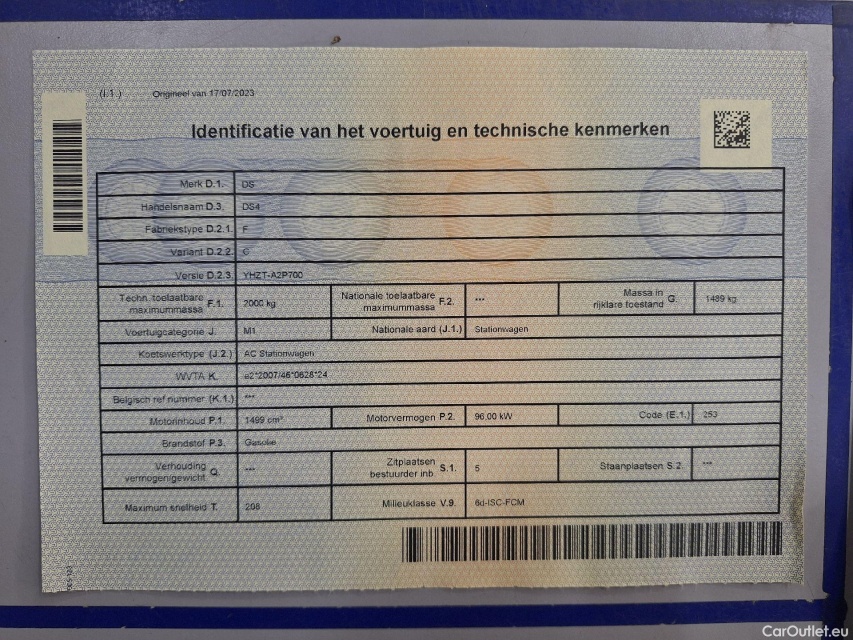 (I.1.) Origineel van 17/07/2023
Identificatie van het voertuig en technische kenmerken
Merk D.1. DS
Handelsnaam D.3. DS4
Fabriekstype D.2.1. F
Variant D.2.2. C
Versie D.2.3. YHZT-A2P700
Techn. toelaatbare maximummassa F.1. 2000 kg Nationale toelaatbare maximummassa F.2. *** Massa in rijklare toestand G. 1489 kg
Voertuigcategorie J. M1 Nationale aard (J.1.) Stationwagen
Koetswerktype (J.2.) AC Stationwagen
WVTA K. e2*2007/46*0628*24
Belgisch ref nummer (K.1.) ***
Motorinhoud P.1. 1499 cm³ Motorvermogen P.2. 96,00 kW Code (E.1.) 253
Brandstof P.3. Gasolie
Verhouding vermogen/gewicht Q. *** Zitplaatsen bestuurder inb. S.1. 5 Staanplaatsen S.2. ***
Maximum snelheid T. 208 Milieuklasse V.9. 6d-ISC-FCM
CarOutlet.eu